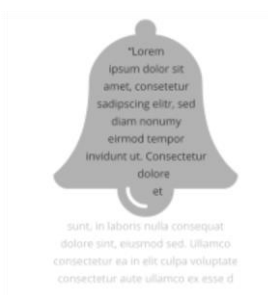 "Lorem
ipsum dolor sit
amet, consetetur
sadipscing elitr, sed
diam nonumy
eirmod tempor
invidunt ut. Consectetur
dolore
et
sunt, in laboris nulla consequat
dolore sint, eiusmod sed. Ullamco
consectetur ea in elit culpa voluptate
consectetur aute ullamco ex esse d